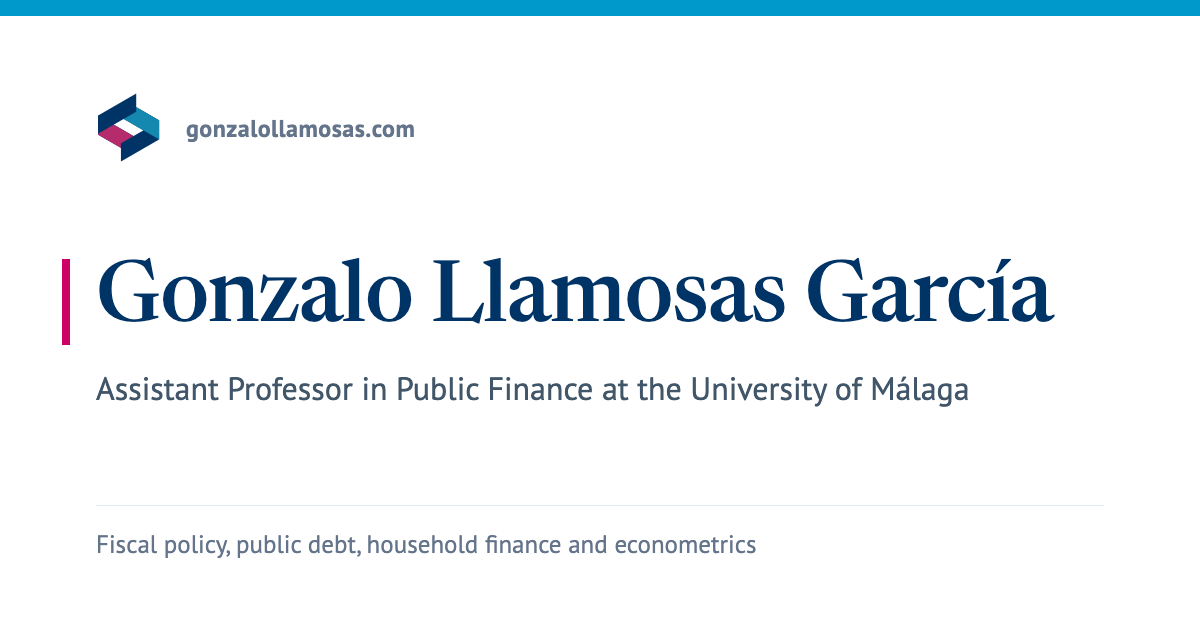 gonzalollamosas.com
Gonzalo Llamosas García
Assistant Professor in Public Finance at the University of Málaga
Fiscal policy, public debt, household finance and econometrics